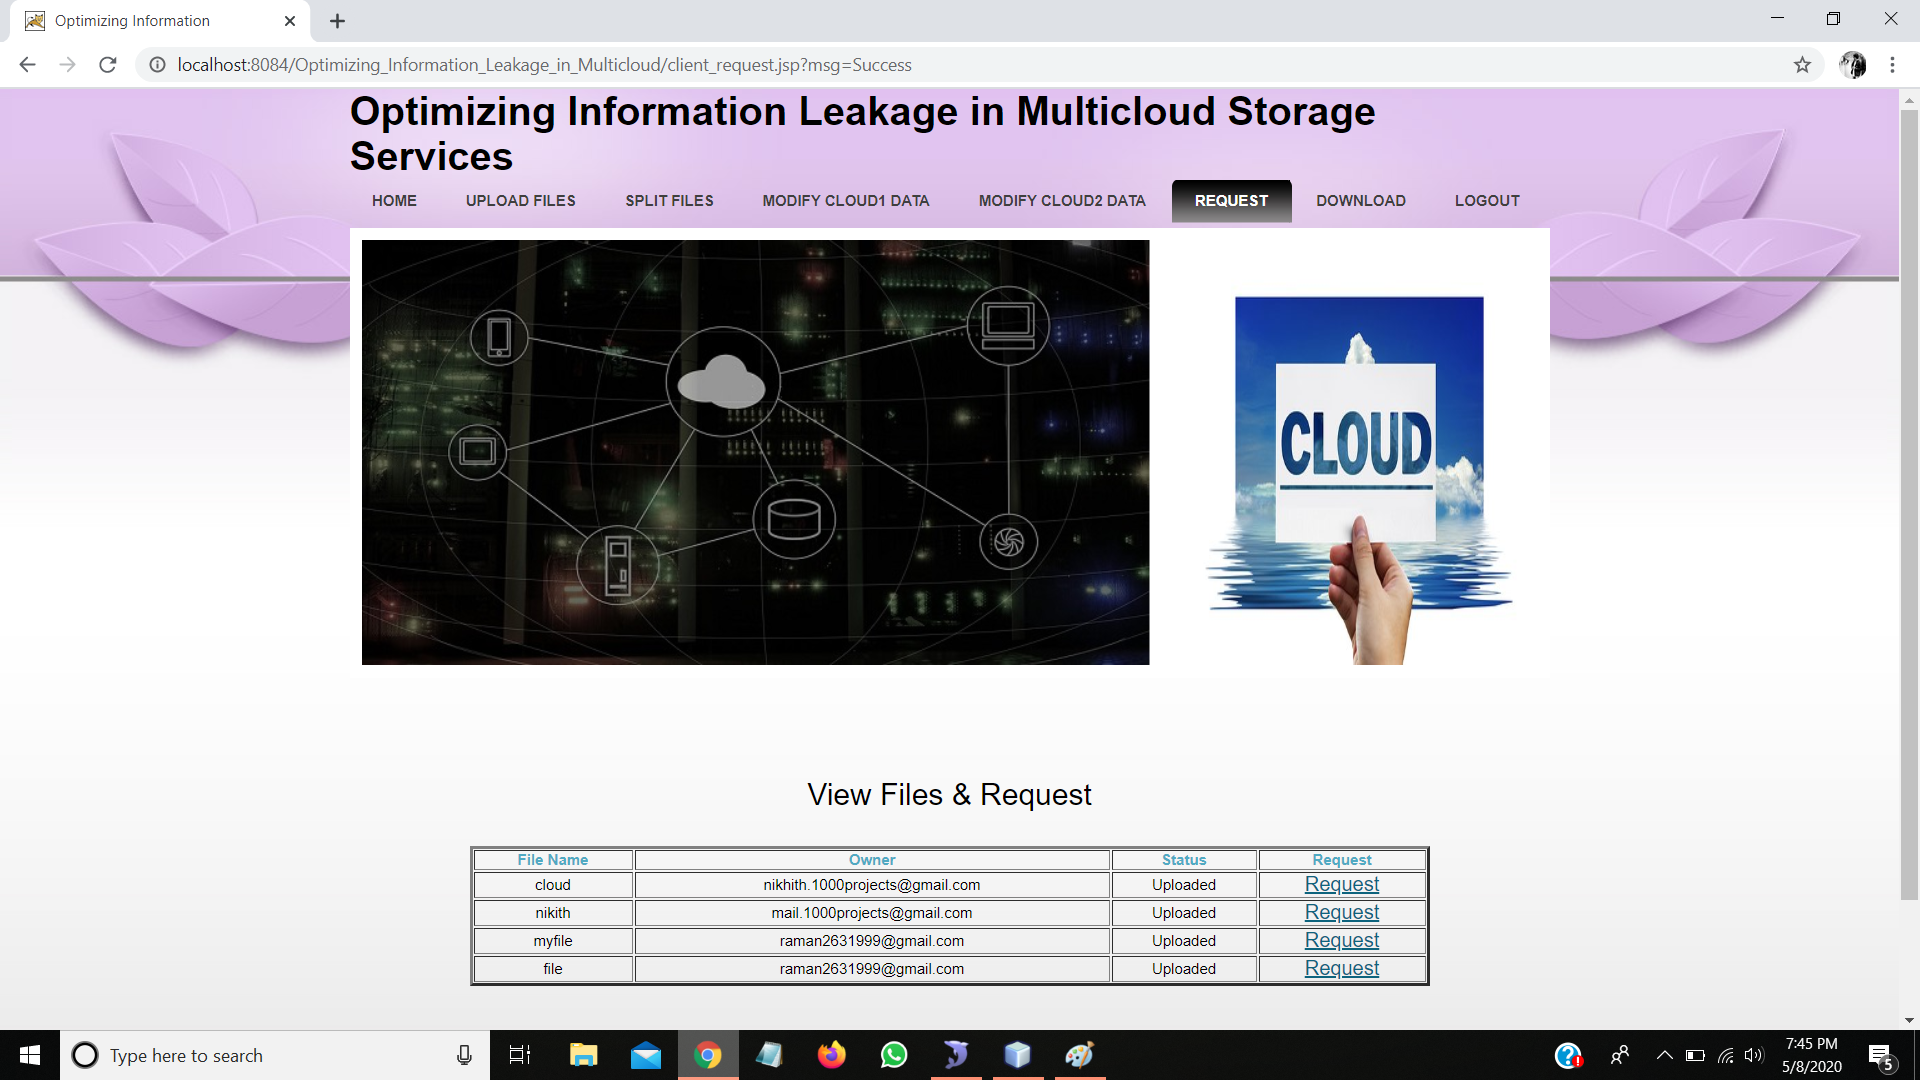 Optimizing Information
localhost:8084/Optimizing_Information_Leakage_in_Multicloud/client_request.jsp?msg=Success
Optimizing Information Leakage in Multicloud Storage
Services
HOME UPLOAD FILES SPLIT FILES MODIFY CLOUD1 DATA MODIFY CLOUD2 DATA REQUEST DOWNLOAD LOGOUT
CLOUD
View Files & Request
File Name Owner Status Request
cloud nikhith.1000projects@gmail.com Uploaded Request
nikith mail.1000projects@gmail.com Uploaded Request
myfile raman2631999@gmail.com Uploaded Request
file raman2631999@gmail.com Uploaded Request
Type here to search
7:45 PM
5/8/2020
5